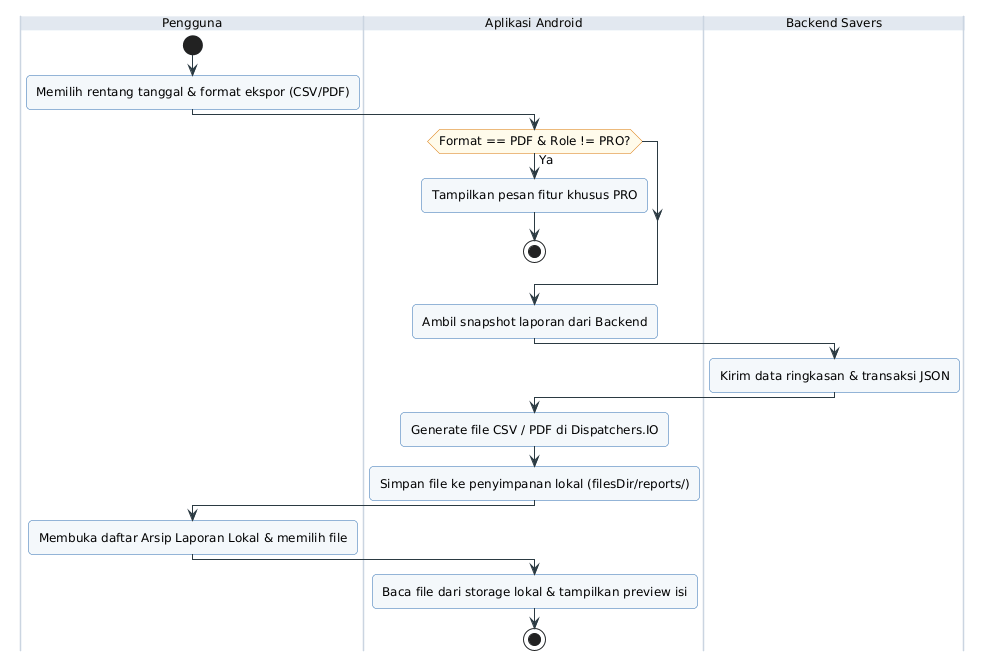 Pengguna
Aplikasi Android
Backend Savers
Memilih rentang tanggal & format ekspor (CSV/PDF)
Format == PDF & Role != PRO?
Ya
Tampilkan pesan fitur khusus PRO
Ambil snapshot laporan dari Backend
Kirim data ringkasan & transaksi JSON
Generate file CSV / PDF di Dispatchers.IO
Simpan file ke penyimpanan lokal (filesDir/reports/)
Membuka daftar Arsip Laporan Lokal & memilih file
Baca file dari storage lokal & tampilkan preview isi